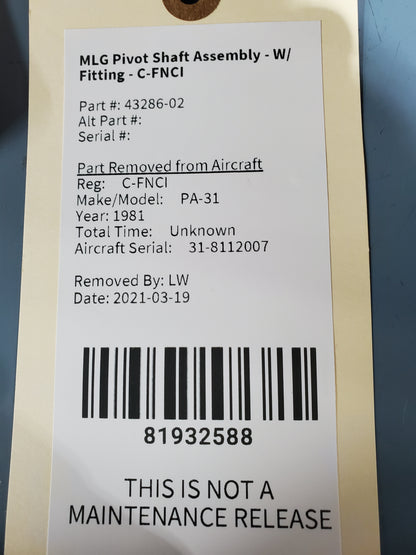 MLG Pivot Shaft Assembly - W/
Fitting - C-FNCI
Part #: 43286-02
Alt Part #:
Serial #:
Part Removed from Aircraft
Reg: C-FNCI
Make/Model: PA-31
Year: 1981
Total Time: Unknown
Aircraft Serial: 31-8112007
Removed By: LW
Date: 2021-03-19
81932588
THIS IS NOT A
MAINTENANCE RELEASE